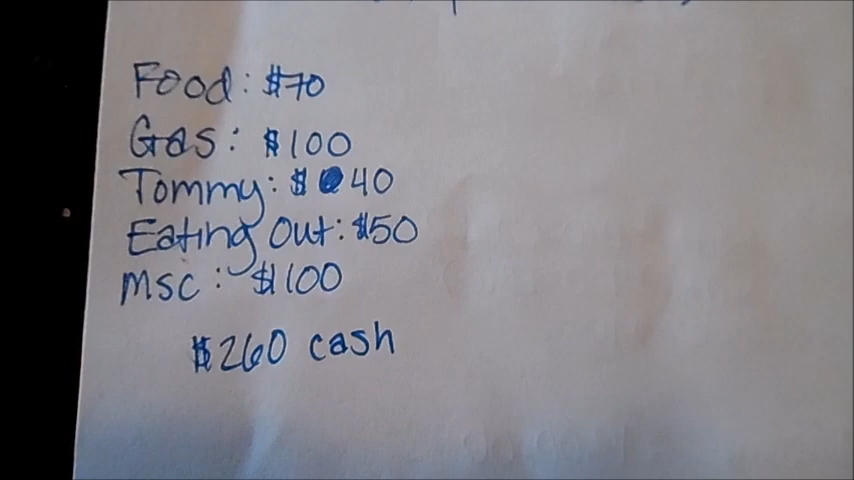 Food: $70
Gas: $100
Tommy: $ 40
Eating Out: $50
msc: $100
$260 cash